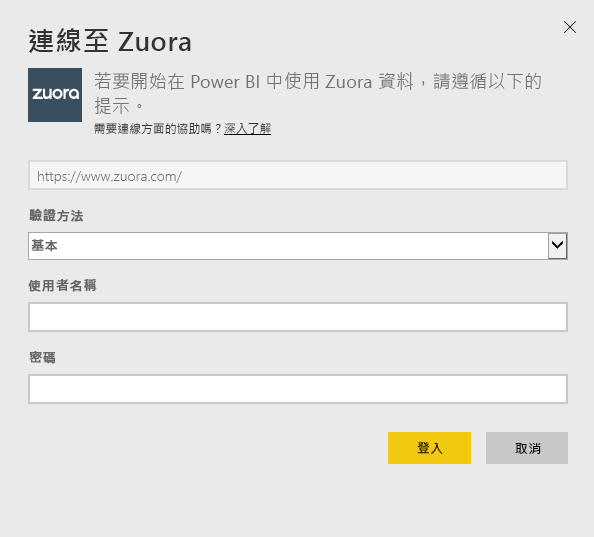 連線至 Zuora
zuora
若要開始在 Power BI 中使用 Zuora 資料，請遵循以下的
提示。
需要連線方面的協助嗎？深入了解
https://www.zuora.com/
驗證方法
基本
使用者名稱
密碼
登入
取消